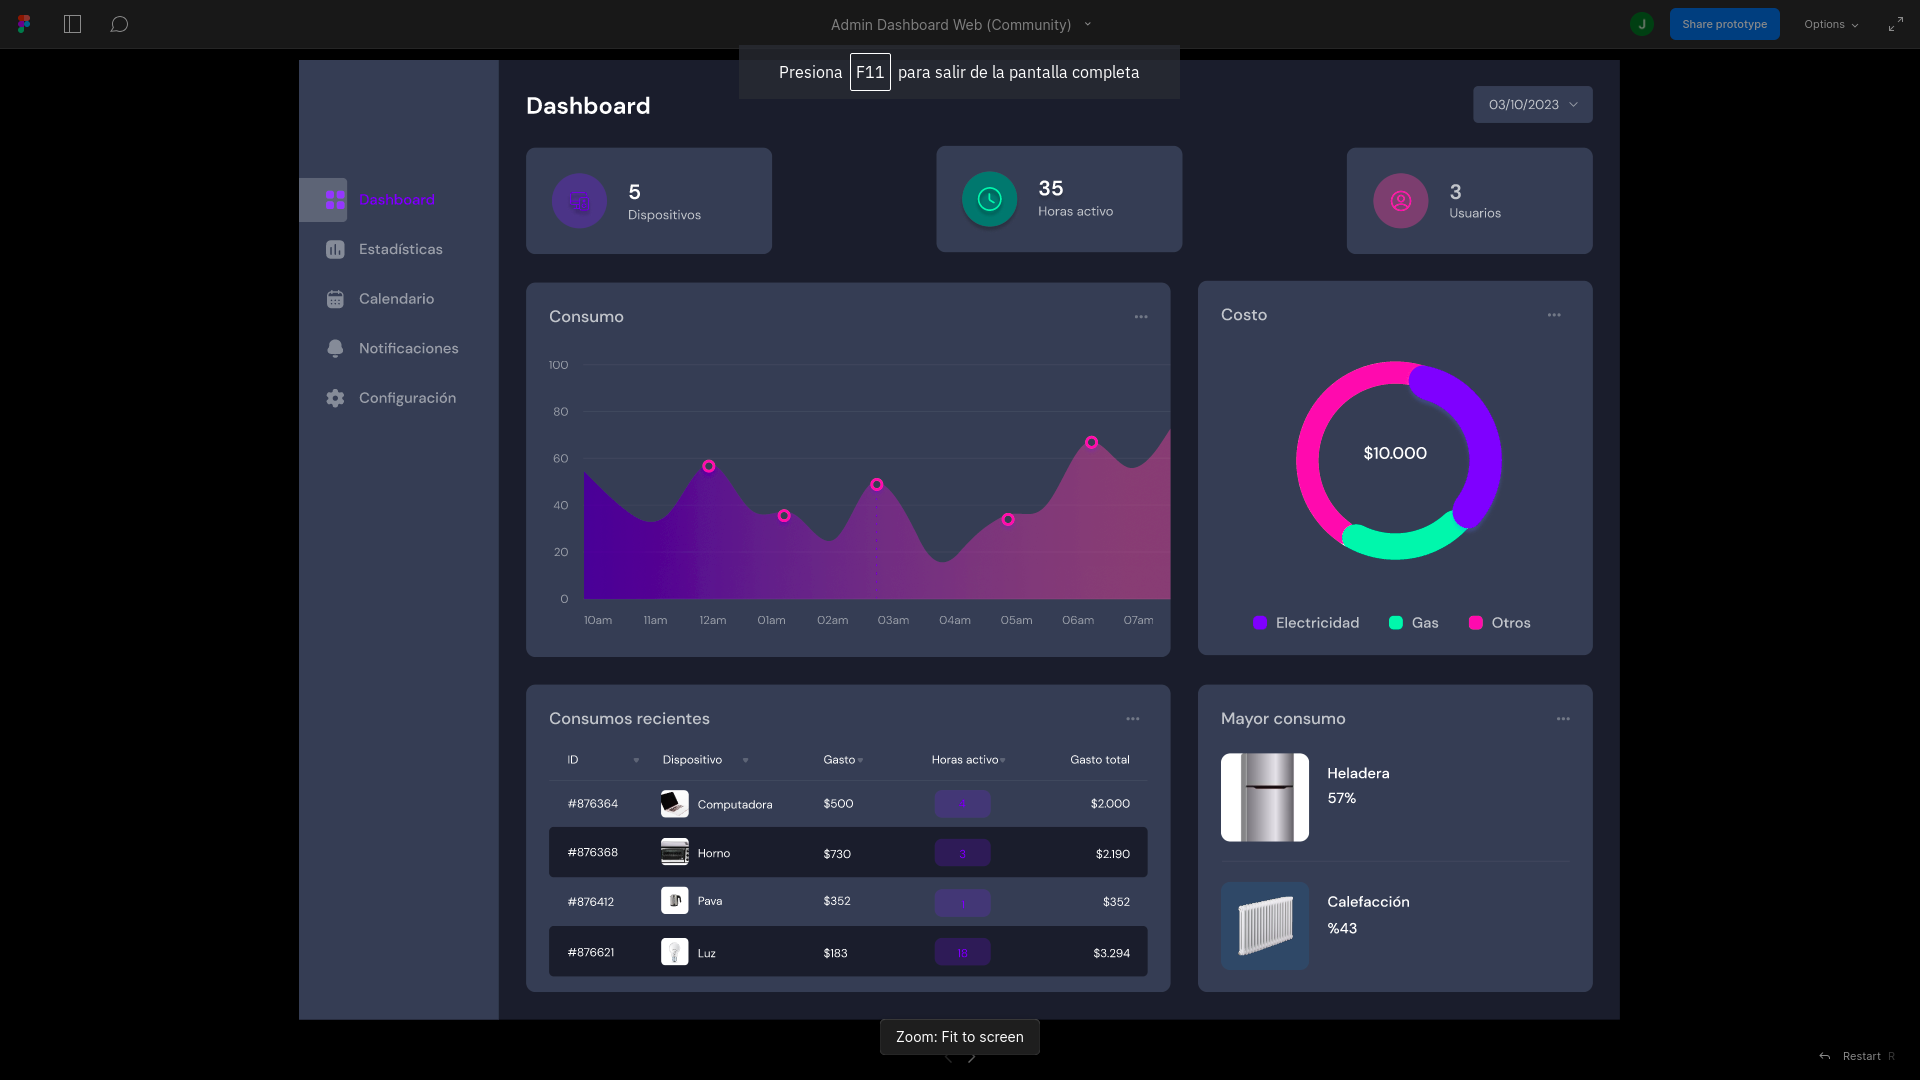 Admin Dashboard Web (Community)
J
Share prototype
Options
Presiona F11 para salir de la pantalla completa
Dashboard
03/10/2023
Dashboard
Estadísticas
Calendario
Notificaciones
Configuración
5
Dispositivos
35
Horas activo
3
Usuarios
Consumo
100
80
60
40
20
0
10am 11am 12am 01am 02am 03am 04am 05am 06am 07am
Costo
$10.000
Electricidad Gas Otros
Consumos recientes
ID Dispositivo Gasto Horas activo Gasto total
#876364 Computadora $500 $2.000
#876368 Horno $730 3 $2.190
#876412 Pava $352 $352
#876621 Luz $183 18 $3.294
Mayor consumo
Heladera
57%
Calefacción
%43
Zoom: Fit to screen
Restart R